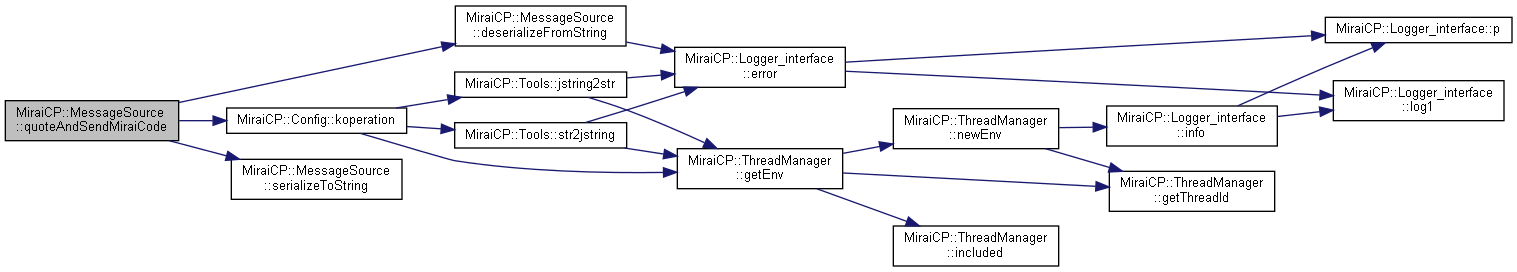 MiraiCP::MessageSource
::quoteAndSendMiraiCode
MiraiCP::MessageSource
::deserializeFromString
MiraiCP::Config::koperation
MiraiCP::MessageSource
::serializeToString
MiraiCP::Tools::jstring2str
MiraiCP::Tools::str2jstring
MiraiCP::Logger_interface
::error
MiraiCP::ThreadManager
::getEnv
MiraiCP::ThreadManager
::newEnv
MiraiCP::ThreadManager
::included
MiraiCP::Logger_interface
::info
MiraiCP::ThreadManager
::getThreadId
MiraiCP::Logger_interface::p
MiraiCP::Logger_interface
::log1